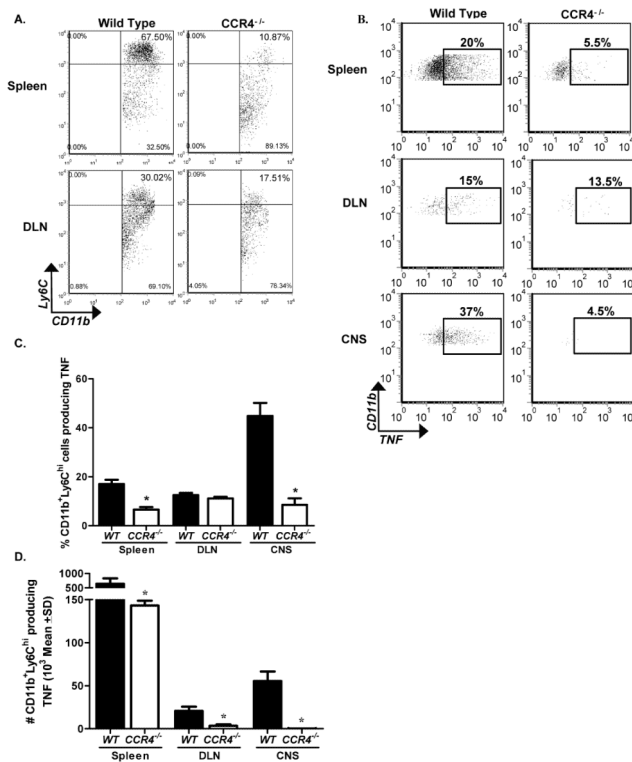 A.
Wild Type
CCR4-/-
Spleen
0.00%
67.50%
0.00%
10.87%
0.00%
32.50%
0.00%
89.13%
DLN
0.00%
30.02%
0.09%
17.51%
0.88%
69.10%
4.05%
78.34%
Ly6C
CD11b
B.
Wild Type
CCR4-/-
Spleen
20%
5.5%
DLN
15%
13.5%
CNS
37%
4.5%
CD11b
TNF
C.
% CD11b+Ly6Chi cells producing TNF
60
40
20
0
*
*
WT CCR4-/- WT CCR4-/- WT CCR4-/-
Spleen DLN CNS
D.
# CD11b+Ly6Chi producing
TNF (10³ Mean ±SD)
1000
500
150
100
50
0
*
*
*
WT CCR4-/- WT CCR4-/- WT CCR4-/-
Spleen DLN CNS